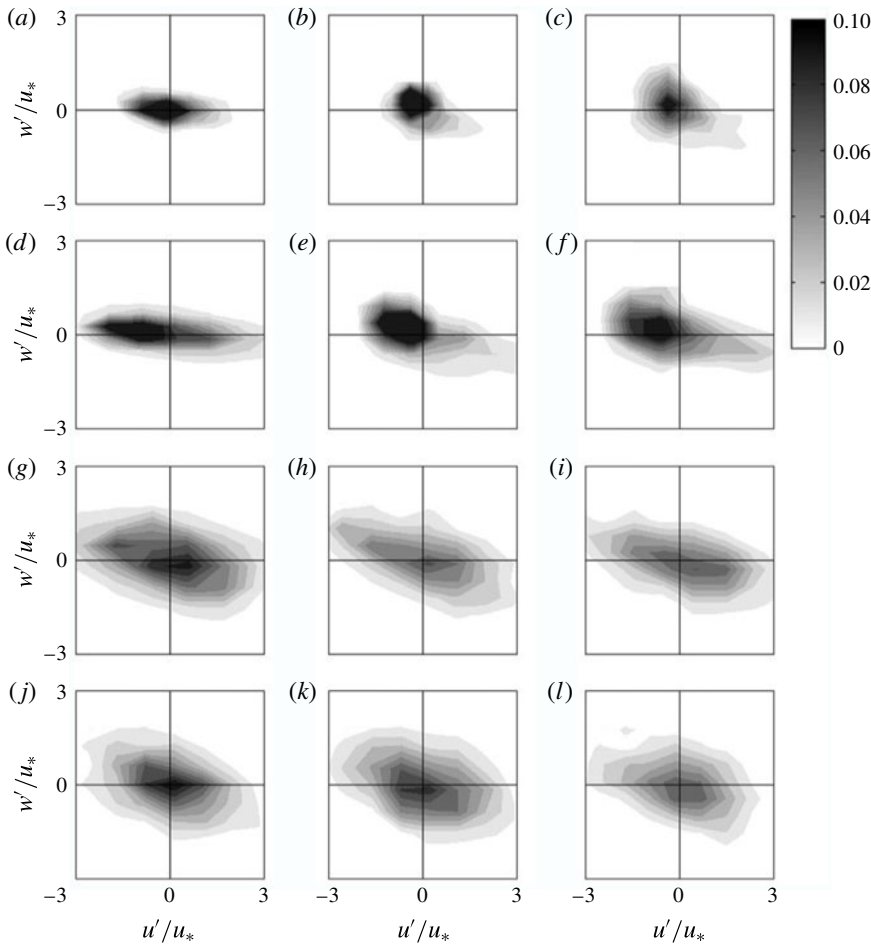 (a) (b) (c)
3 0.10
w′/u* 0 0.08
0.06
−3 0.04
(d) (e) (f)
3 0.02
w′/u* 0 0
−3
(g) (h) (i)
3
w′/u* 0
−3
(j) (k) (l)
3
w′/u* 0
−3 0 3 −3 0 3 −3 0 3
u′/u* u′/u* u′/u*